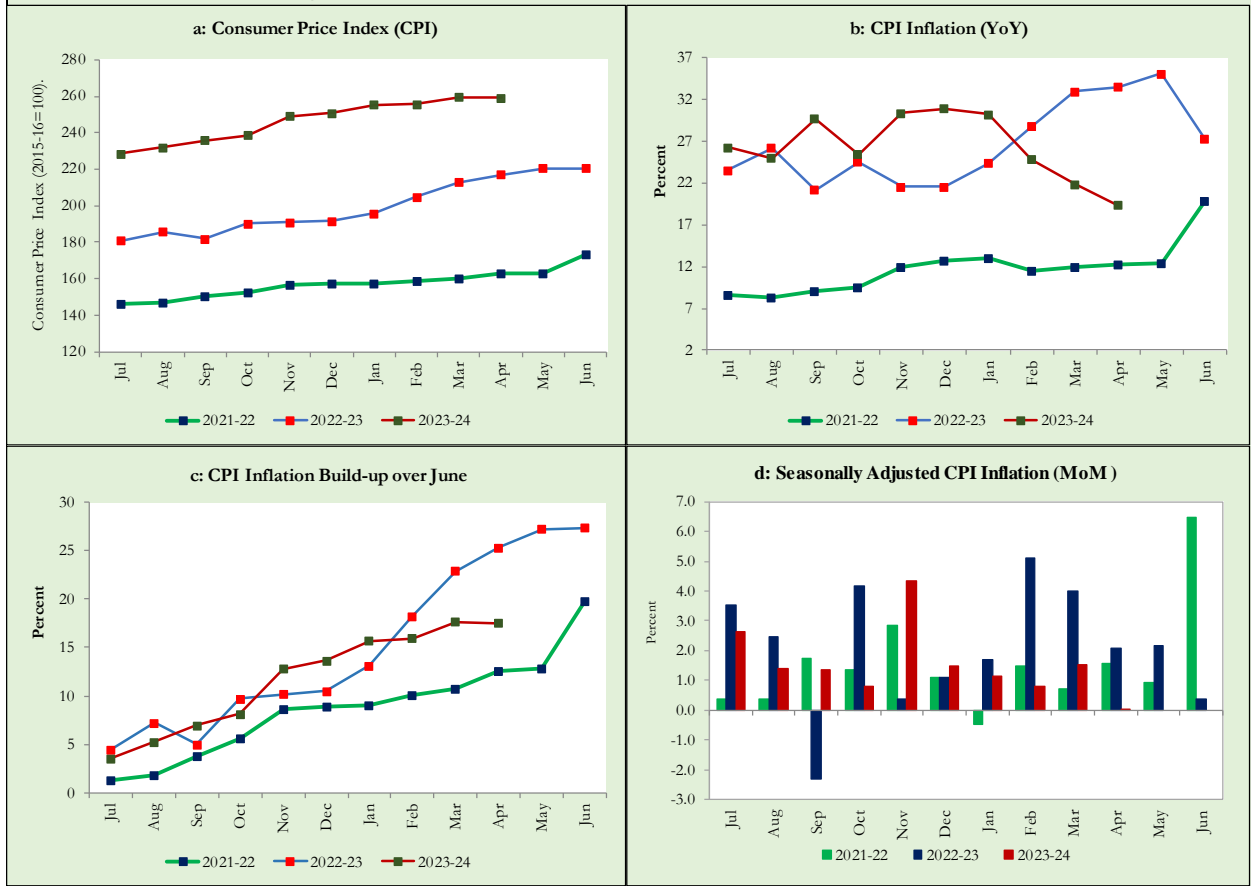 a: Consumer Price Index (CPI)
Consumer Price Index (2015-16=100).
280
260
240
220
200
180
160
140
120
Jul
Aug
Sep
Oct
Nov
Dec
Jan
Feb
Mar
Apr
May
Jun
2021-22
2022-23
2023-24
b: CPI Inflation (YoY)
Percent
37
32
27
22
17
12
7
2
Jul
Aug
Sep
Oct
Nov
Dec
Jan
Feb
Mar
Apr
May
Jun
2021-22
2022-23
2023-24
c: CPI Inflation Build-up over June
Percent
30
25
20
15
10
5
0
Jul
Aug
Sep
Oct
Nov
Dec
Jan
Feb
Mar
Apr
May
Jun
2021-22
2022-23
2023-24
d: Seasonally Adjusted CPI Inflation (MoM )
Percent
7.0
6.0
5.0
4.0
3.0
2.0
1.0
0.0
-1.0
-2.0
-3.0
Jul
Aug
Sep
Oct
Nov
Dec
Jan
Feb
Mar
Apr
May
Jun
2021-22
2022-23
2023-24